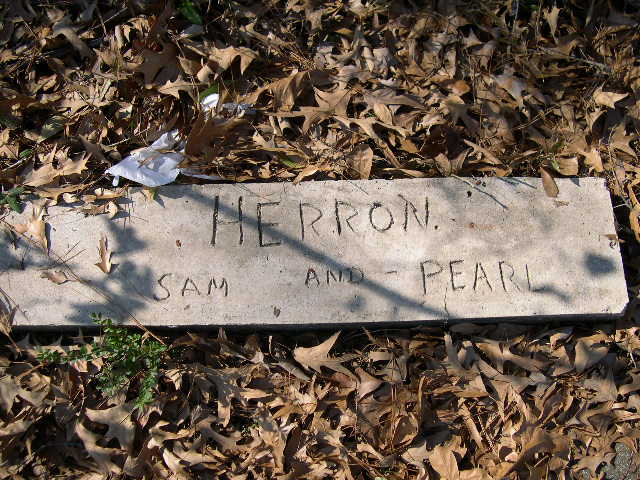 HERRON.
SAM AND - PEARL